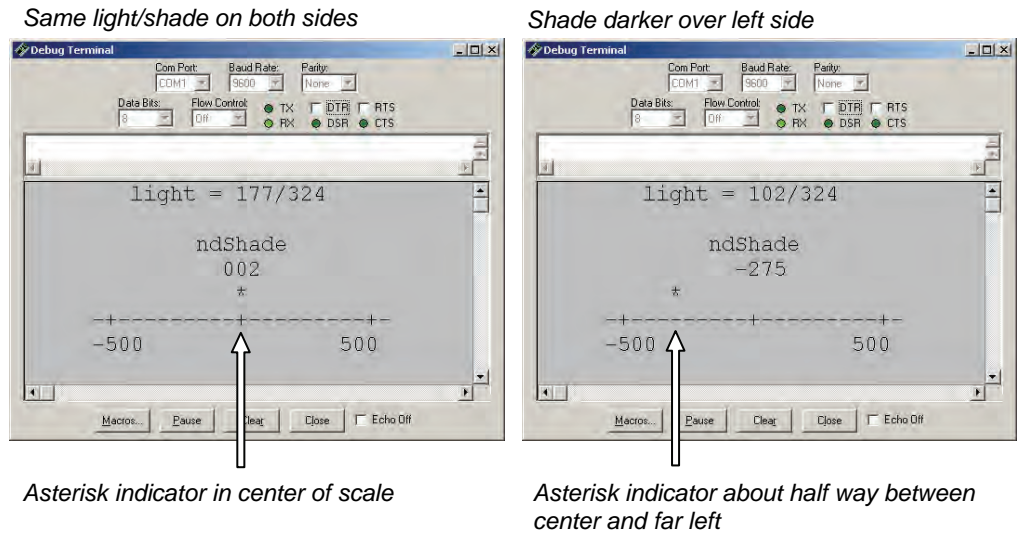 Same light/shade on both sides
Debug Terminal
Com Port: Baud Rate: Parity:
COM1 9600 None
Data Bits: Flow Control: TX DTR RTS
8 Off RX DSR CTS
light = 177/324
ndShade
002
*
-+---------+---------+-
-500 500
Macros... Pause Clear Close Echo Off
Asterisk indicator in center of scale
Shade darker over left side
Debug Terminal
Com Port: Baud Rate: Parity:
COM1 9600 None
Data Bits: Flow Control: TX DTR RTS
8 Off RX DSR CTS
light = 102/324
ndShade
-275
*
-+---------+---------+-
-500 500
Macros... Pause Clear Close Echo Off
Asterisk indicator about half way between
center and far left